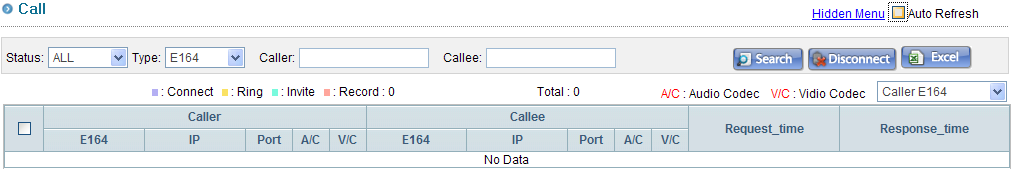 Call
Hidden Menu Auto Refresh
Status: ALL Type: E164 Caller: Callee: Search Disconnect Excel
: Connect : Ring : Invite : Record : 0 Total : 0 A/C : Audio Codec V/C : Vidio Codec Caller E164
Caller Callee Request_time Response_time
E164 IP Port A/C V/C E164 IP Port A/C V/C
No Data